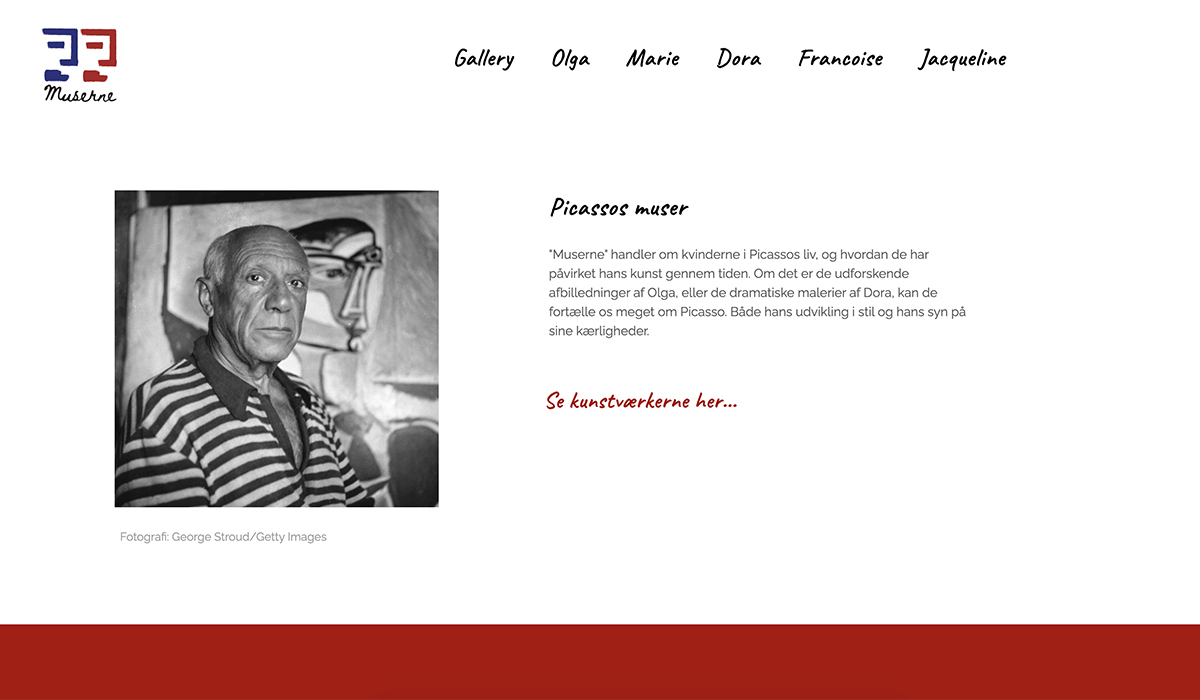 Muserne
Gallery Olga Marie Dora Francoise Jacqueline
Picassos muser
"Muserne" handler om kvinderne i Picassos liv, og hvordan de har
påvirket hans kunst gennem tiden. Om det er de udforskende
afbilledninger af Olga, eller de dramatiske malerier af Dora, kan de
fortælle os meget om Picasso. Både hans udvikling i stil og hans syn på
sine kærligheder.
Se kunstværkerne her...
Fotografi: George Stroud/Getty Images